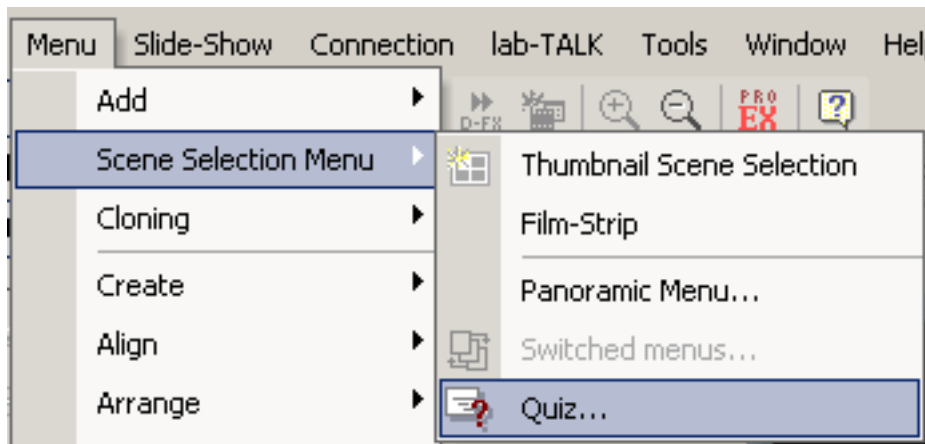 Menu Slide-Show Connection lab-TALK Tools Window Hel
Add
D-FX
PRO
EX
Scene Selection Menu
Thumbnail Scene Selection
Cloning
Film-Strip
Create
Panoramic Menu...
Align
Switched menus...
Arrange
Quiz...